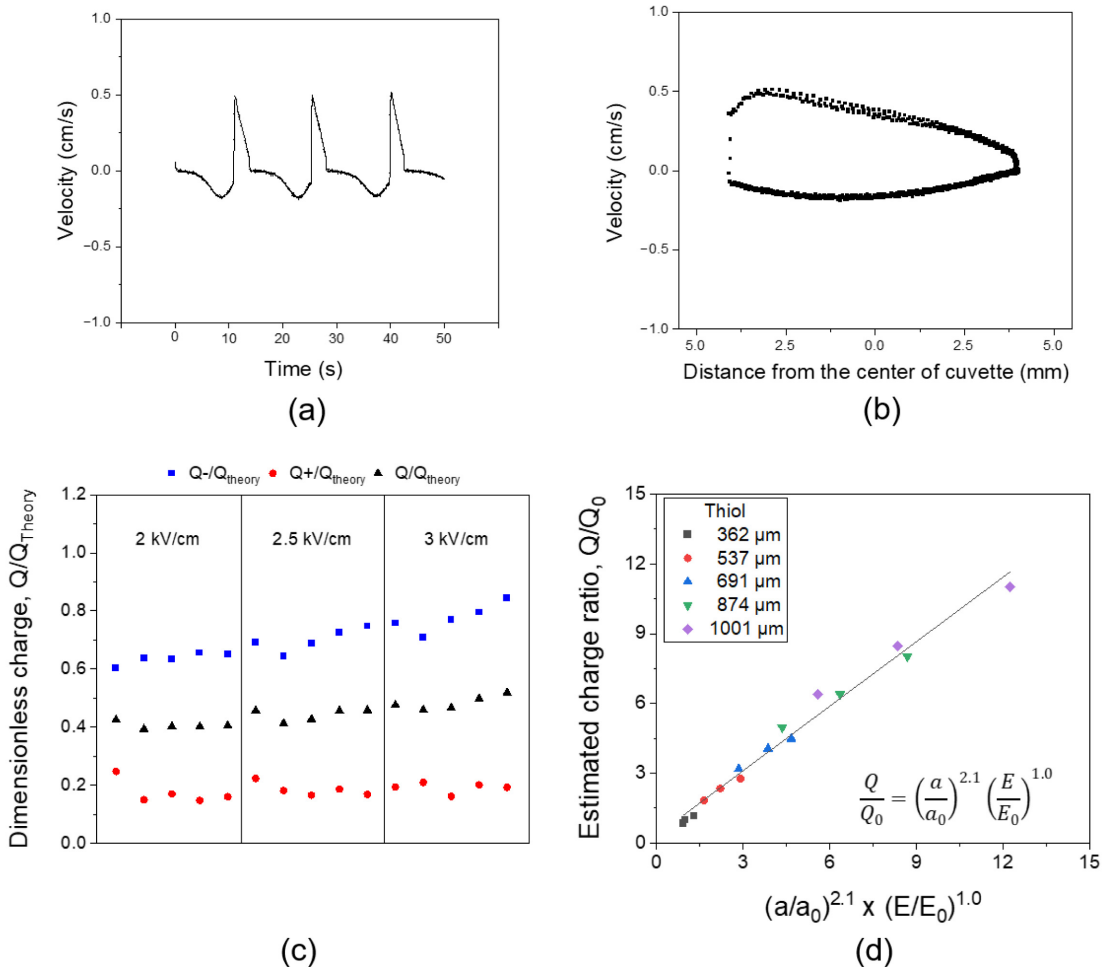 1.0
0.5
0.0
−0.5
−1.0
Velocity (cm/s)
0 10 20 30 40 50
Time (s)
(a)
1.0
0.5
0.0
−0.5
−1.0
Velocity (cm/s)
5.0 2.5 0.0 2.5 5.0
Distance from the center of cuvette (mm)
(b)
Q-/Qtheory Q+/Qtheory Q/Qtheory
1.2
1.0
0.8
0.6
0.4
0.2
0.0
Dimensionless charge, Q/QTheory
2 kV/cm 2.5 kV/cm 3 kV/cm
(c)
15
12
9
6
3
0
Estimated charge ratio, Q/Q0
Thiol
362 μm
537 μm
691 μm
874 μm
1001 μm
Q/Q0 = (a/a0)^2.1 (E/E0)^1.0
0 3 6 9 12 15
(a/a0)^2.1 x (E/E0)^1.0
(d)